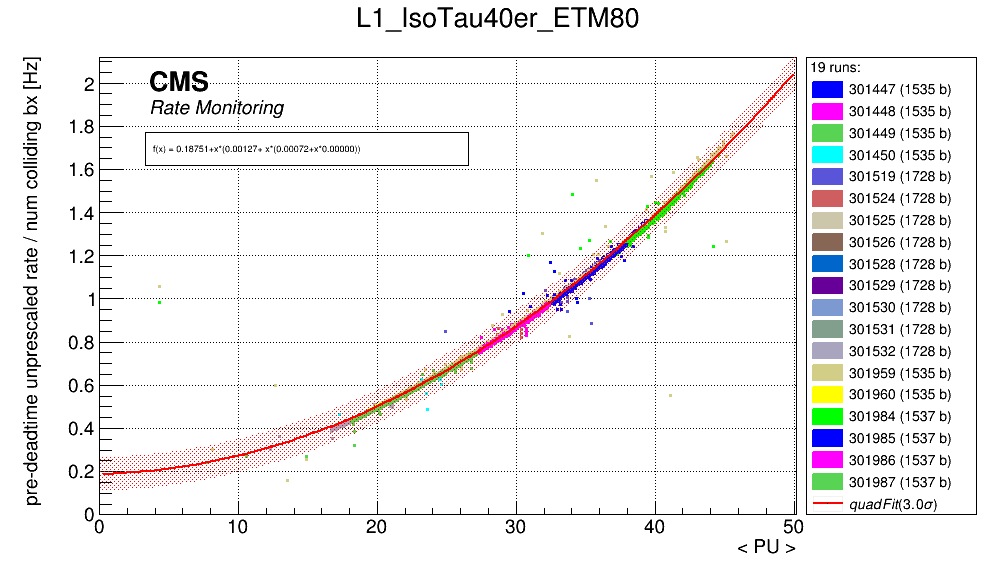 L1_IsoTau40er_ETM80
pre-deadtime unprescaled rate / num colliding bx [Hz]
CMS
Rate Monitoring
f(x) = 0.18751+x*(0.00127+ x*(0.00072+x*0.00000))
2
1.8
1.6
1.4
1.2
1
0.8
0.6
0.4
0.2
0
0 10 20 30 40 50
< PU >
19 runs:
301447 (1535 b)
301448 (1535 b)
301449 (1535 b)
301450 (1535 b)
301519 (1728 b)
301524 (1728 b)
301525 (1728 b)
301526 (1728 b)
301528 (1728 b)
301529 (1728 b)
301530 (1728 b)
301531 (1728 b)
301532 (1728 b)
301959 (1535 b)
301960 (1535 b)
301984 (1537 b)
301985 (1537 b)
301986 (1537 b)
301987 (1537 b)
quadFit(3.0σ)